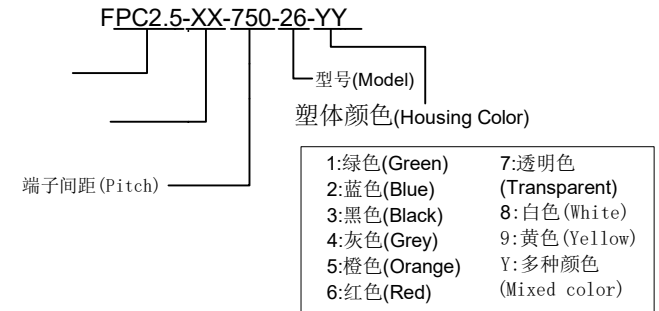 FPC2.5-XX-750-26-YY
型号(Model)
塑体颜色(Housing Color)
端子间距(Pitch)
1:绿色(Green)
2:蓝色(Blue)
3:黑色(Black)
4:灰色(Grey)
5:橙色(Orange)
6:红色(Red)
7:透明色
(Transparent)
8:白色(White)
9:黄色(Yellow)
Y:多种颜色
(Mixed color)